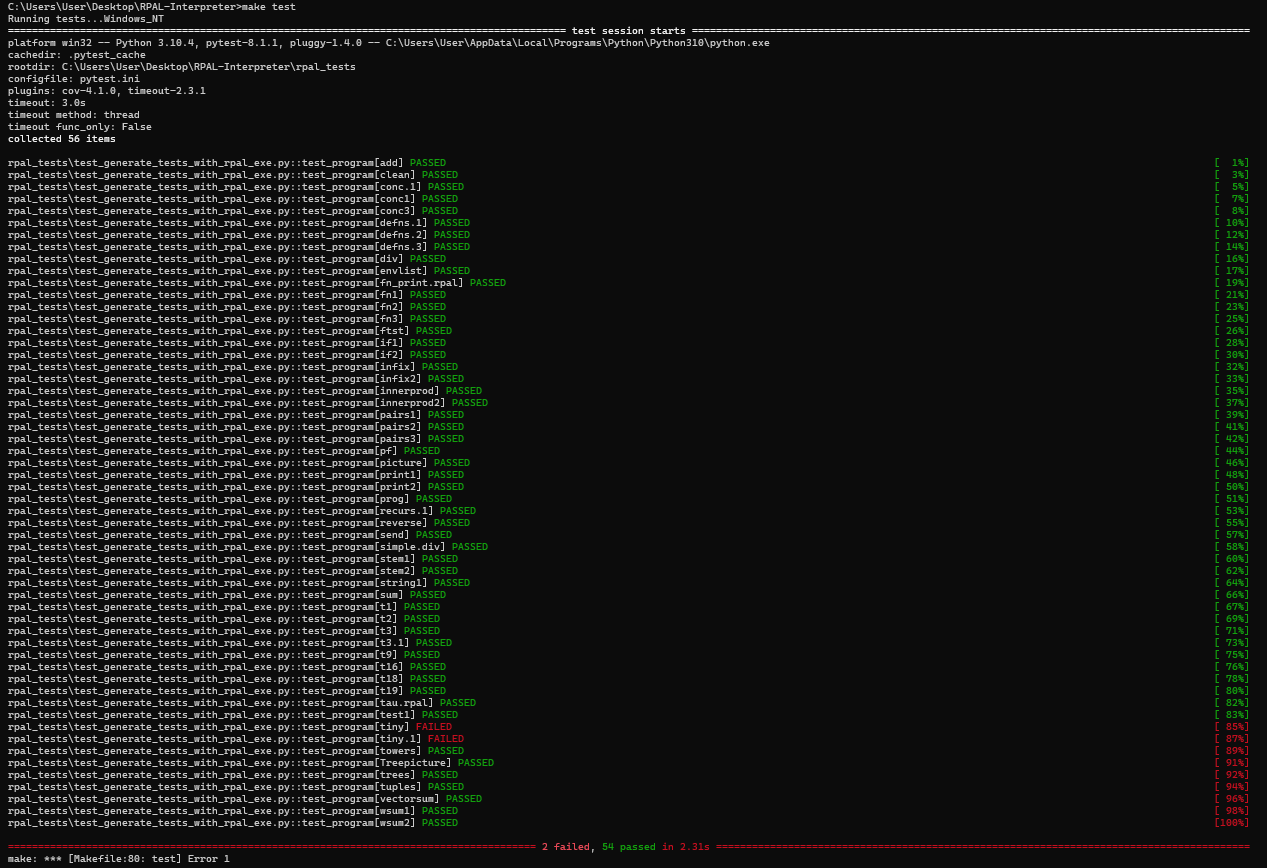 C:\Users\User\Desktop\RPAL-Interpreter>make test
Running tests...Windows_NT
============================================================================================= test session starts =============================================================================================
platform win32 -- Python 3.10.4, pytest-8.1.1, pluggy-1.4.0 -- C:\Users\User\AppData\Local\Programs\Python\Python310\python.exe
cachedir: .pytest_cache
rootdir: C:\Users\User\Desktop\RPAL-Interpreter\rpal_tests
configfile: pytest.ini
plugins: cov-4.1.0, timeout-2.3.1
timeout: 3.0s
timeout method: thread
timeout func_only: False
collected 56 items
rpal_tests\test_generate_tests_with_rpal_exe.py::test_program[add] PASSED [  1%]
rpal_tests\test_generate_tests_with_rpal_exe.py::test_program[clean] PASSED [  3%]
rpal_tests\test_generate_tests_with_rpal_exe.py::test_program[conc.1] PASSED [  5%]
rpal_tests\test_generate_tests_with_rpal_exe.py::test_program[conc1] PASSED [  7%]
rpal_tests\test_generate_tests_with_rpal_exe.py::test_program[conc3] PASSED [  8%]
rpal_tests\test_generate_tests_with_rpal_exe.py::test_program[defns.1] PASSED [ 10%]
rpal_tests\test_generate_tests_with_rpal_exe.py::test_program[defns.2] PASSED [ 12%]
rpal_tests\test_generate_tests_with_rpal_exe.py::test_program[defns.3] PASSED [ 14%]
rpal_tests\test_generate_tests_with_rpal_exe.py::test_program[div] PASSED [ 16%]
rpal_tests\test_generate_tests_with_rpal_exe.py::test_program[envlist] PASSED [ 17%]
rpal_tests\test_generate_tests_with_rpal_exe.py::test_program[fn_print.rpal] PASSED [ 19%]
rpal_tests\test_generate_tests_with_rpal_exe.py::test_program[fn1] PASSED [ 21%]
rpal_tests\test_generate_tests_with_rpal_exe.py::test_program[fn2] PASSED [ 23%]
rpal_tests\test_generate_tests_with_rpal_exe.py::test_program[fn3] PASSED [ 25%]
rpal_tests\test_generate_tests_with_rpal_exe.py::test_program[ftst] PASSED [ 26%]
rpal_tests\test_generate_tests_with_rpal_exe.py::test_program[if1] PASSED [ 28%]
rpal_tests\test_generate_tests_with_rpal_exe.py::test_program[if2] PASSED [ 30%]
rpal_tests\test_generate_tests_with_rpal_exe.py::test_program[infix] PASSED [ 32%]
rpal_tests\test_generate_tests_with_rpal_exe.py::test_program[infix2] PASSED [ 33%]
rpal_tests\test_generate_tests_with_rpal_exe.py::test_program[innerprod] PASSED [ 35%]
rpal_tests\test_generate_tests_with_rpal_exe.py::test_program[innerprod2] PASSED [ 37%]
rpal_tests\test_generate_tests_with_rpal_exe.py::test_program[pairs1] PASSED [ 39%]
rpal_tests\test_generate_tests_with_rpal_exe.py::test_program[pairs2] PASSED [ 41%]
rpal_tests\test_generate_tests_with_rpal_exe.py::test_program[pairs3] PASSED [ 42%]
rpal_tests\test_generate_tests_with_rpal_exe.py::test_program[pf] PASSED [ 44%]
rpal_tests\test_generate_tests_with_rpal_exe.py::test_program[picture] PASSED [ 46%]
rpal_tests\test_generate_tests_with_rpal_exe.py::test_program[print1] PASSED [ 48%]
rpal_tests\test_generate_tests_with_rpal_exe.py::test_program[print2] PASSED [ 50%]
rpal_tests\test_generate_tests_with_rpal_exe.py::test_program[prog] PASSED [ 51%]
rpal_tests\test_generate_tests_with_rpal_exe.py::test_program[recurs.1] PASSED [ 53%]
rpal_tests\test_generate_tests_with_rpal_exe.py::test_program[reverse] PASSED [ 55%]
rpal_tests\test_generate_tests_with_rpal_exe.py::test_program[send] PASSED [ 57%]
rpal_tests\test_generate_tests_with_rpal_exe.py::test_program[simple.div] PASSED [ 58%]
rpal_tests\test_generate_tests_with_rpal_exe.py::test_program[stem1] PASSED [ 60%]
rpal_tests\test_generate_tests_with_rpal_exe.py::test_program[stem2] PASSED [ 62%]
rpal_tests\test_generate_tests_with_rpal_exe.py::test_program[string1] PASSED [ 64%]
rpal_tests\test_generate_tests_with_rpal_exe.py::test_program[sum] PASSED [ 66%]
rpal_tests\test_generate_tests_with_rpal_exe.py::test_program[t1] PASSED [ 67%]
rpal_tests\test_generate_tests_with_rpal_exe.py::test_program[t2] PASSED [ 69%]
rpal_tests\test_generate_tests_with_rpal_exe.py::test_program[t3] PASSED [ 71%]
rpal_tests\test_generate_tests_with_rpal_exe.py::test_program[t3.1] PASSED [ 73%]
rpal_tests\test_generate_tests_with_rpal_exe.py::test_program[t9] PASSED [ 75%]
rpal_tests\test_generate_tests_with_rpal_exe.py::test_program[t16] PASSED [ 76%]
rpal_tests\test_generate_tests_with_rpal_exe.py::test_program[t18] PASSED [ 78%]
rpal_tests\test_generate_tests_with_rpal_exe.py::test_program[t19] PASSED [ 80%]
rpal_tests\test_generate_tests_with_rpal_exe.py::test_program[tau.rpal] PASSED [ 82%]
rpal_tests\test_generate_tests_with_rpal_exe.py::test_program[test1] PASSED [ 83%]
rpal_tests\test_generate_tests_with_rpal_exe.py::test_program[tiny] FAILED [ 85%]
rpal_tests\test_generate_tests_with_rpal_exe.py::test_program[tiny.1] FAILED [ 87%]
rpal_tests\test_generate_tests_with_rpal_exe.py::test_program[towers] PASSED [ 89%]
rpal_tests\test_generate_tests_with_rpal_exe.py::test_program[Treepicture] PASSED [ 91%]
rpal_tests\test_generate_tests_with_rpal_exe.py::test_program[trees] PASSED [ 92%]
rpal_tests\test_generate_tests_with_rpal_exe.py::test_program[tuples] PASSED [ 94%]
rpal_tests\test_generate_tests_with_rpal_exe.py::test_program[vectorsum] PASSED [ 96%]
rpal_tests\test_generate_tests_with_rpal_exe.py::test_program[wsum1] PASSED [ 98%]
rpal_tests\test_generate_tests_with_rpal_exe.py::test_program[wsum2] PASSED [100%]
======================================================================================== 2 failed, 54 passed in 2.31s =========================================================================================
make: *** [Makefile:80: test] Error 1